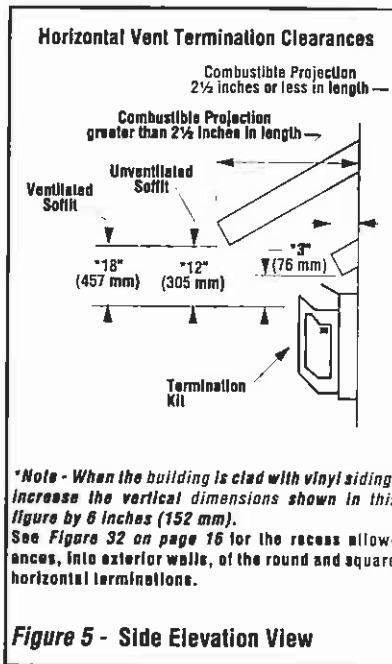 Horizontal Vent Termination Clearances
Combustible Projection
2½ inches or less in length
Combustible Projection
greater than 2½ inches in length
Unventilated
Soffit
Ventilated
Soffit
*18"
(457 mm)
*12"
(305 mm)
*3"
(76 mm)
Termination
Kit
*Note - When the building is clad with vinyl siding
increase the vertical dimensions shown in this
figure by 6 inches (152 mm).
See Figure 32 on page 16 for the recess allow-
ances, into exterior walls, of the round and square
horizontal terminations.
Figure 5 - Side Elevation View